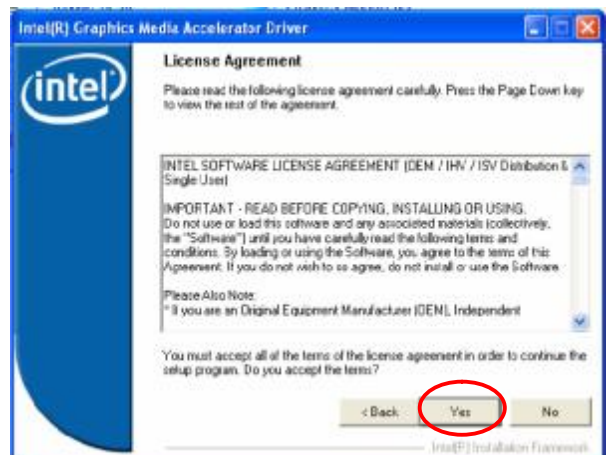 Intel(R) Graphics Media Accelerator Driver
intel
License Agreement
Please read the following license agreement carefully. Press the Page Down key
to view the rest of the agreement.
INTEL SOFTWARE LICENSE AGREEMENT (OEM / IHV / ISV Distribution &
Single User)
IMPORTANT - READ BEFORE COPYING, INSTALLING OR USING.
Do not use or load this software and any associated materials (collectively,
the "Software") until you have carefully read the following terms and
conditions. By loading or using the Software, you agree to the terms of this
Agreement. If you do not wish to so agree, do not install or use the Software
Please Also Note:
* If you are an Original Equipment Manufacturer (OEM), Independent
You must accept all of the terms of the license agreement in order to continue the
setup program. Do you accept the terms?
< Back
Yes
No
Intel(R) Installation Framework